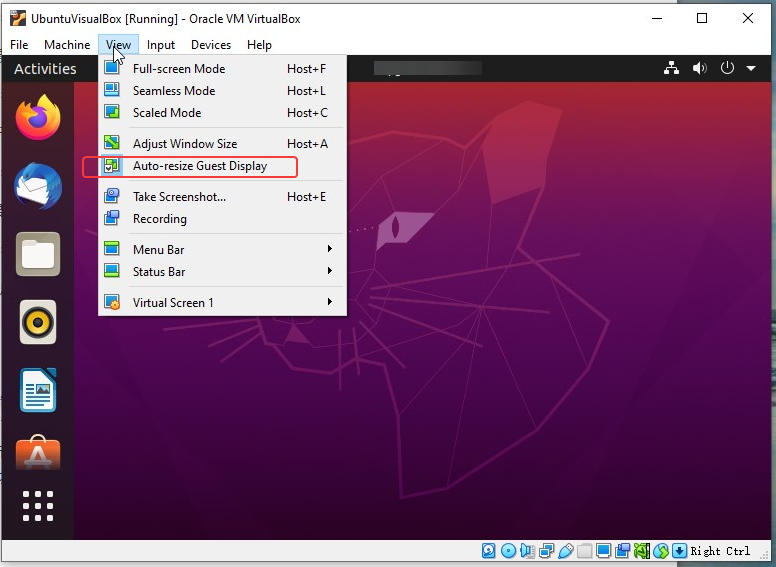 UbuntuVisualBox [Running] - Oracle VM VirtualBox
File Machine View Input Devices Help
Activities
Full-screen Mode Host+F
Seamless Mode Host+L
Scaled Mode Host+C
Adjust Window Size Host+A
Auto-resize Guest Display
Take Screenshot... Host+E
Recording
Menu Bar
Status Bar
Virtual Screen 1
Right Ctrl